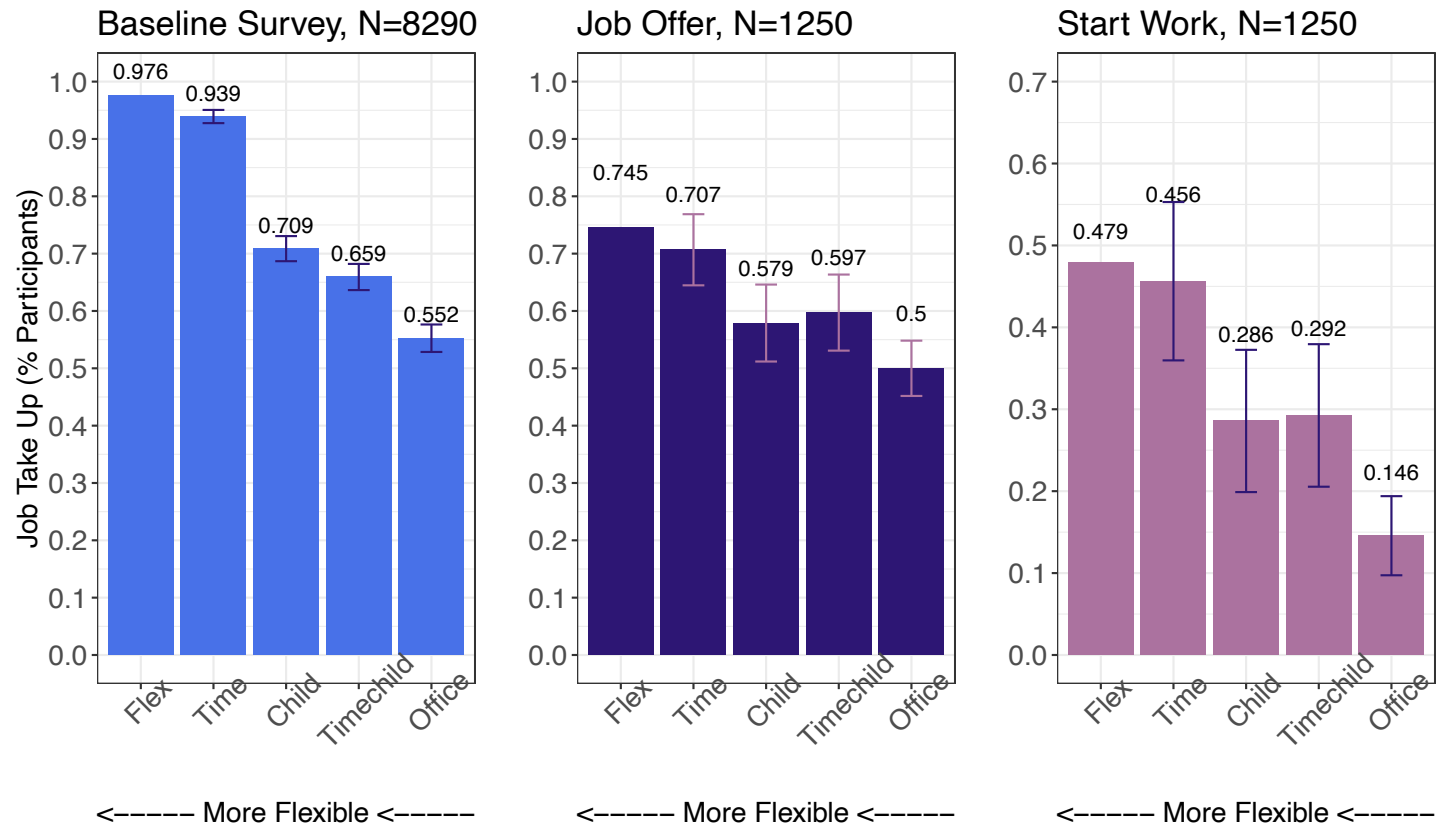 Baseline Survey, N=8290
Job Take Up (% Participants)
1.0
0.9
0.8
0.7
0.6
0.5
0.4
0.3
0.2
0.1
0.0
0.976
0.939
0.709
0.659
0.552
Flex
Time
Child
Timechild
Office
<----- More Flexible <-----
Job Offer, N=1250
1.0
0.9
0.8
0.7
0.6
0.5
0.4
0.3
0.2
0.1
0.0
0.745
0.707
0.579
0.597
0.5
Flex
Time
Child
Timechild
Office
<----- More Flexible <-----
Start Work, N=1250
0.7
0.6
0.5
0.4
0.3
0.2
0.1
0.0
0.479
0.456
0.286
0.292
0.146
Flex
Time
Child
Timechild
Office
<----- More Flexible <-----